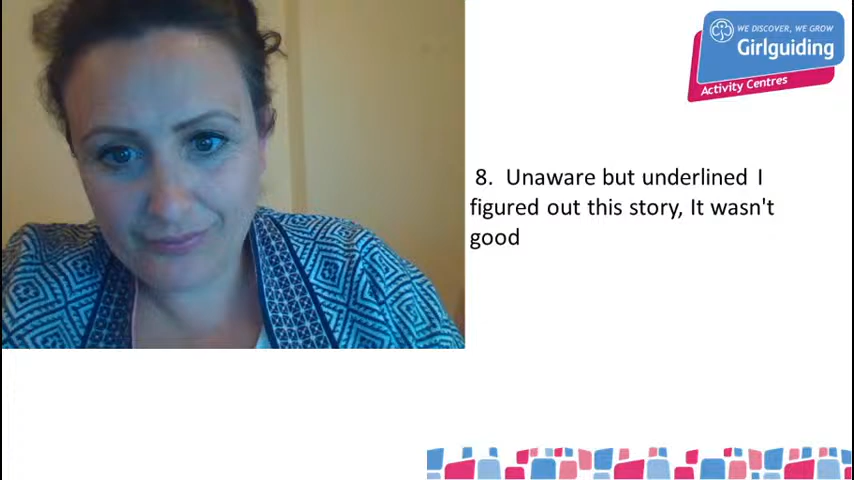 WE DISCOVER, WE GROW
Girlguiding
Activity Centres
8. Unaware but underlined I
figured out this story, It wasn't
good